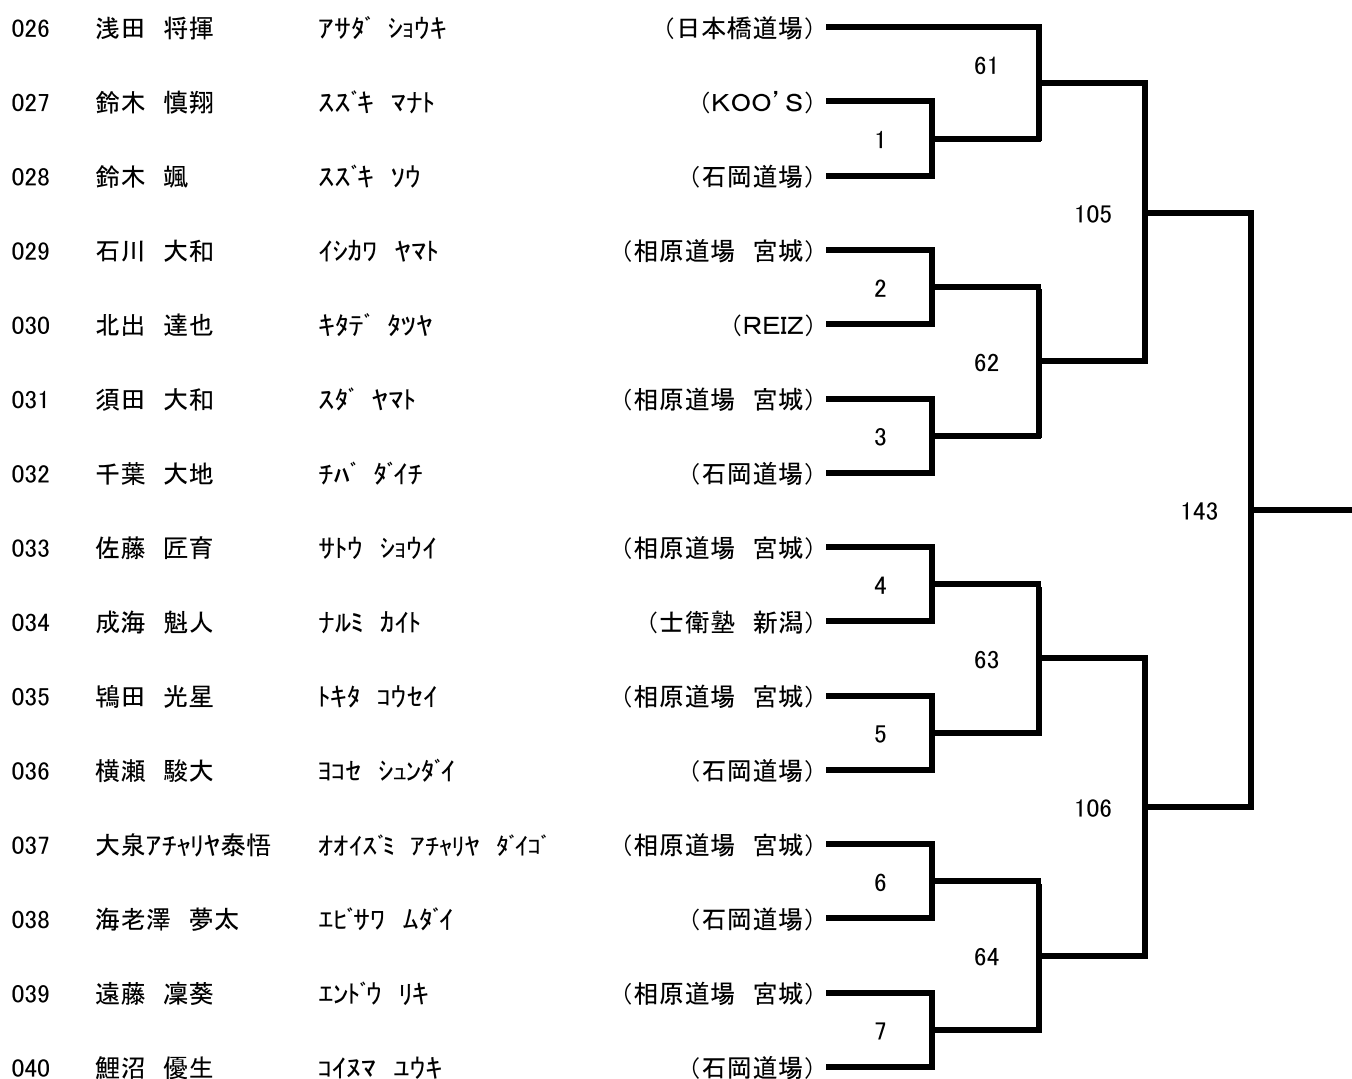 026 浅田 将揮 ｱｻﾀﾞ ｼｮｳｷ (日本橋道場)
61
027 鈴木 慎翔 ｽｽﾞｷ ﾏﾅﾄ (KOO'S)
1
028 鈴木 颯 ｽｽﾞｷ ｿｳ (石岡道場)
105
029 石川 大和 ｲｼｶﾜ ﾔﾏﾄ (相原道場 宮城)
2
030 北出 達也 ｷﾀﾃﾞ ﾀﾂﾔ (REIZ)
62
031 須田 大和 ｽﾀﾞ ﾔﾏﾄ (相原道場 宮城)
3
032 千葉 大地 ﾁﾊﾞ ﾀﾞｲﾁ (石岡道場)
143
033 佐藤 匠育 ｻﾄｳ ｼｮｳｲ (相原道場 宮城)
4
034 成海 魁人 ﾅﾙﾐ ｶｲﾄ (士衛塾 新潟)
63
035 鴇田 光星 ﾄｷﾀ ｺｳｾｲ (相原道場 宮城)
5
036 横瀬 駿大 ﾖｺｾ ｼｭﾝﾀﾞｲ (石岡道場)
106
037 大泉ｱﾁｬﾘﾔ泰悟 ｵｵｲｽﾞﾐ ｱﾁｬﾘﾔ ﾀﾞｲｺﾞ (相原道場 宮城)
6
038 海老澤 夢太 ｴﾋﾞｻﾜ ﾑﾀﾞｲ (石岡道場)
64
039 遠藤 凜葵 ｴﾝﾄﾞｳ ﾘｷ (相原道場 宮城)
7
040 鯉沼 優生 ｺｲﾇﾏ ﾕｳｷ (石岡道場)